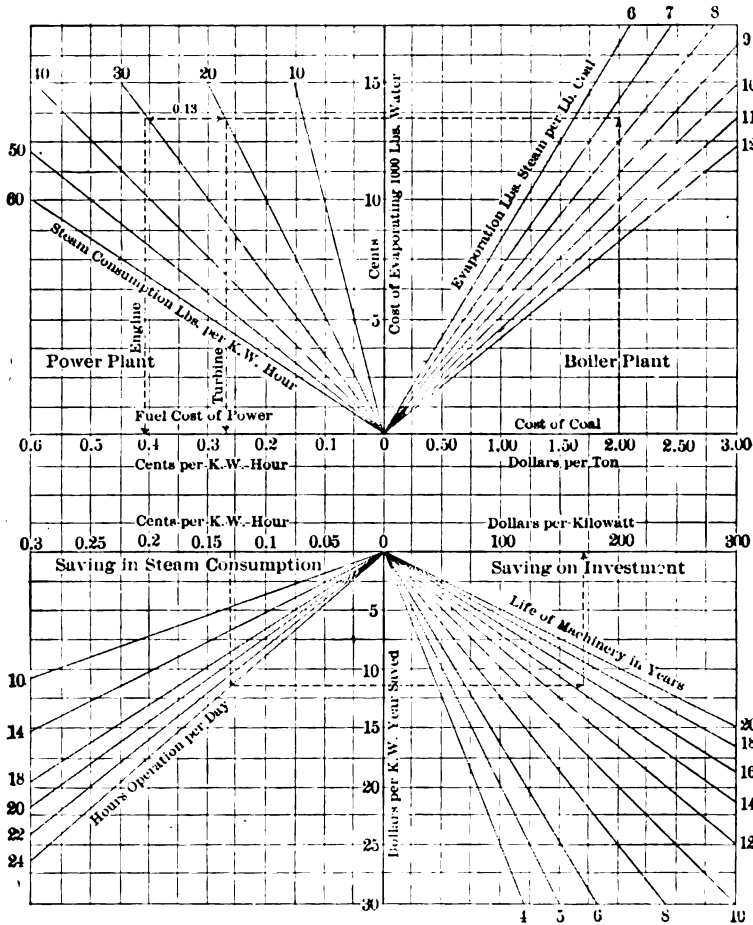 6 7 8
40 30 20 10 15 9
0.13
10
11
12
50
10
60
Evaporation Lbs. Steam per Lb. Coal
Cost of Evaporating 1000 Lbs. Water
Cents
Steam Consumption Lbs. per K.W. Hour
5
Engine
Turbine
Power Plant Boiler Plant
Fuel Cost of Power Cost of Coal
0.6 0.5 0.4 0.3 0.2 0.1 0 0.50 1.00 1.50 2.00 2.50 3.00
Cents per K.W.-Hour Dollars per Ton
Cents per K.W.-Hour Dollars per Kilowatt
0.3 0.25 0.2 0.15 0.1 0.05 0 100 200 300
Saving in Steam Consumption Saving on Investment
5
Life of Machinery in Years
10 10
Hours Operation per Day
Dollars per K.W. Year Saved
14 15 20
18
18 16
20 20 14
22
24 25 12
30 4 5 6 8 10